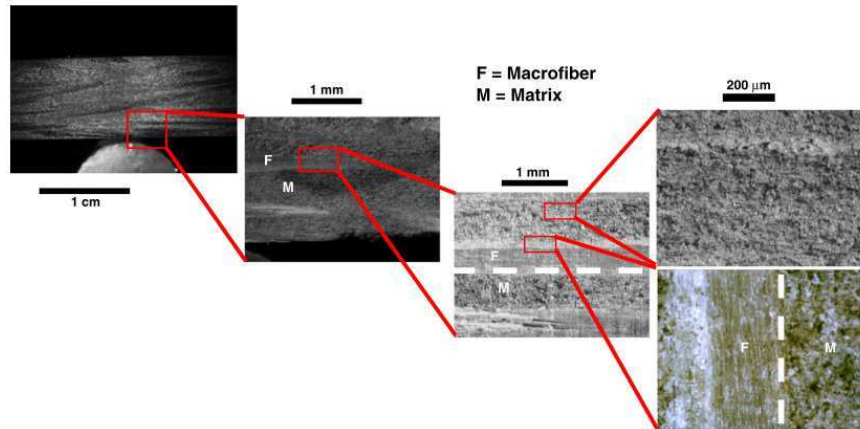 1 cm
1 mm
F
M
F = Macrofiber
M = Matrix
1 mm
F
M
200 µm
F
M